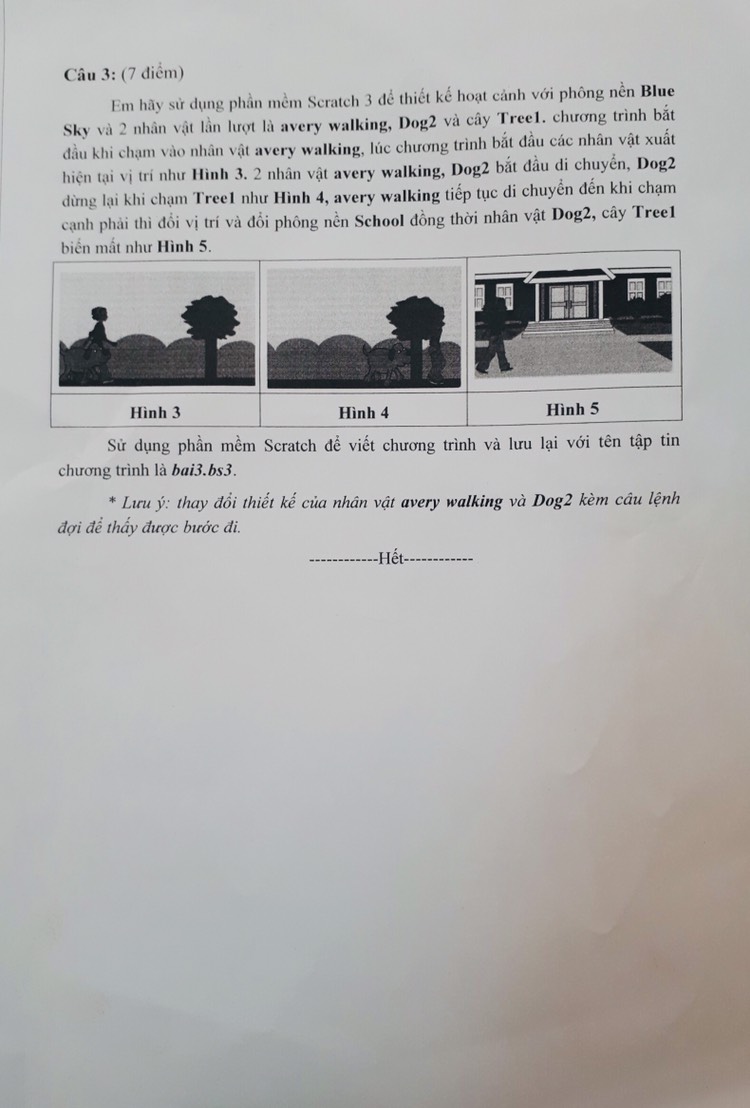 Câu 3: (7 điểm)
Em hãy sử dụng phần mềm Scratch 3 để thiết kế hoạt cảnh với phông nền Blue
Sky và 2 nhân vật lần lượt là avery walking, Dog2 và cây Tree1. chương trình bắt
đầu khi chạm vào nhân vật avery walking, lúc chương trình bắt đầu các nhân vật xuất
hiện tại vị trí như Hình 3. 2 nhân vật avery walking, Dog2 bắt đầu di chuyển, Dog2
dừng lại khi chạm Tree1 như Hình 4, avery walking tiếp tục di chuyển đến khi chạm
cạnh phải thì đổi vị trí và đổi phông nền School đồng thời nhân vật Dog2, cây Tree1
biến mất như Hình 5.
Hình 3
Hình 4
Hình 5
Sử dụng phần mềm Scratch để viết chương trình và lưu lại với tên tập tin
chương trình là bai3.bs3.
* Lưu ý: thay đổi thiết kế của nhân vật avery walking và Dog2 kèm câu lệnh
đợi để thấy được bước đi.
------------Hết------------